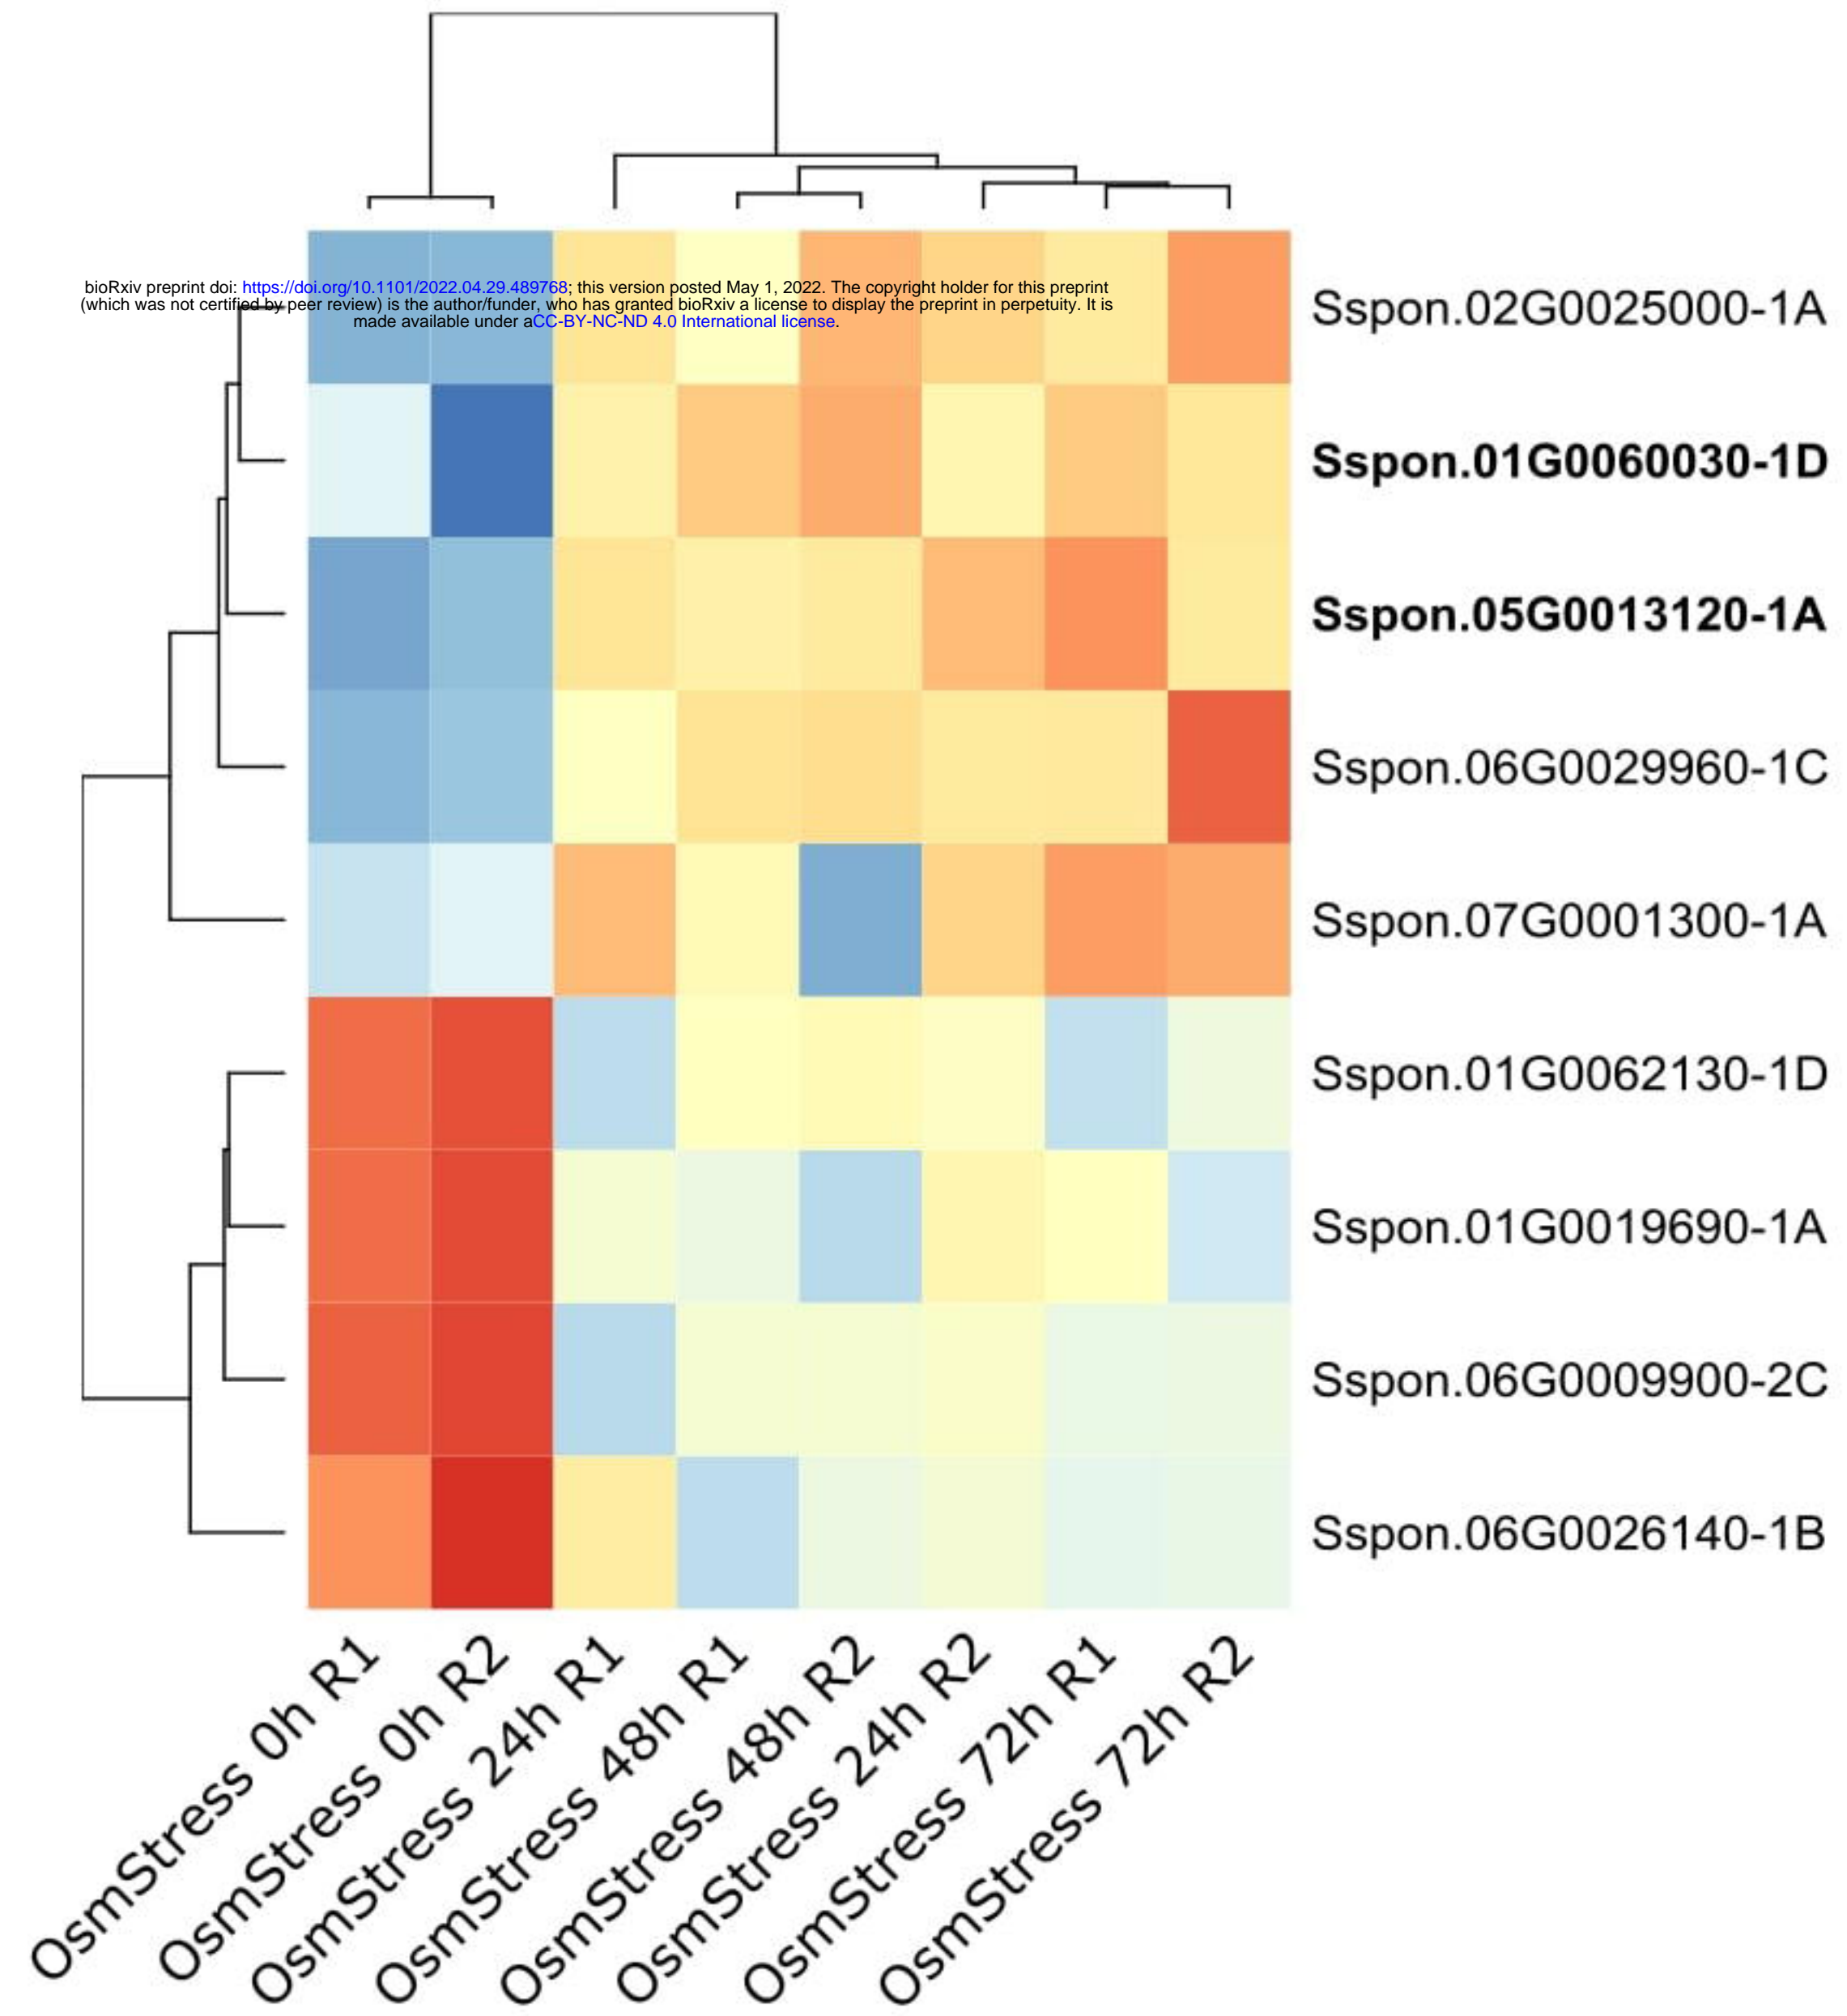 bioRxiv preprint doi: https://doi.org/10.1101/2022.04.29.489768; this version posted May 1, 2022. The copyright holder for this preprint
(which was not certified by peer review) is the author/funder, who has granted bioRxiv a license to display the preprint in perpetuity. It is
made available under aCC-BY-NC-ND 4.0 International license.
Sspon.02G0025000-1A
Sspon.01G0060030-1D
Sspon.05G0013120-1A
Sspon.06G0029960-1C
Sspon.07G0001300-1A
Sspon.01G0062130-1D
Sspon.01G0019690-1A
Sspon.06G0009900-2C
Sspon.06G0026140-1B
OsmStress 0h R1
OsmStress 0h R2
OsmStress 24h R1
OsmStress 48h R1
OsmStress 48h R2
OsmStress 24h R2
OsmStress 72h R1
OsmStress 72h R2